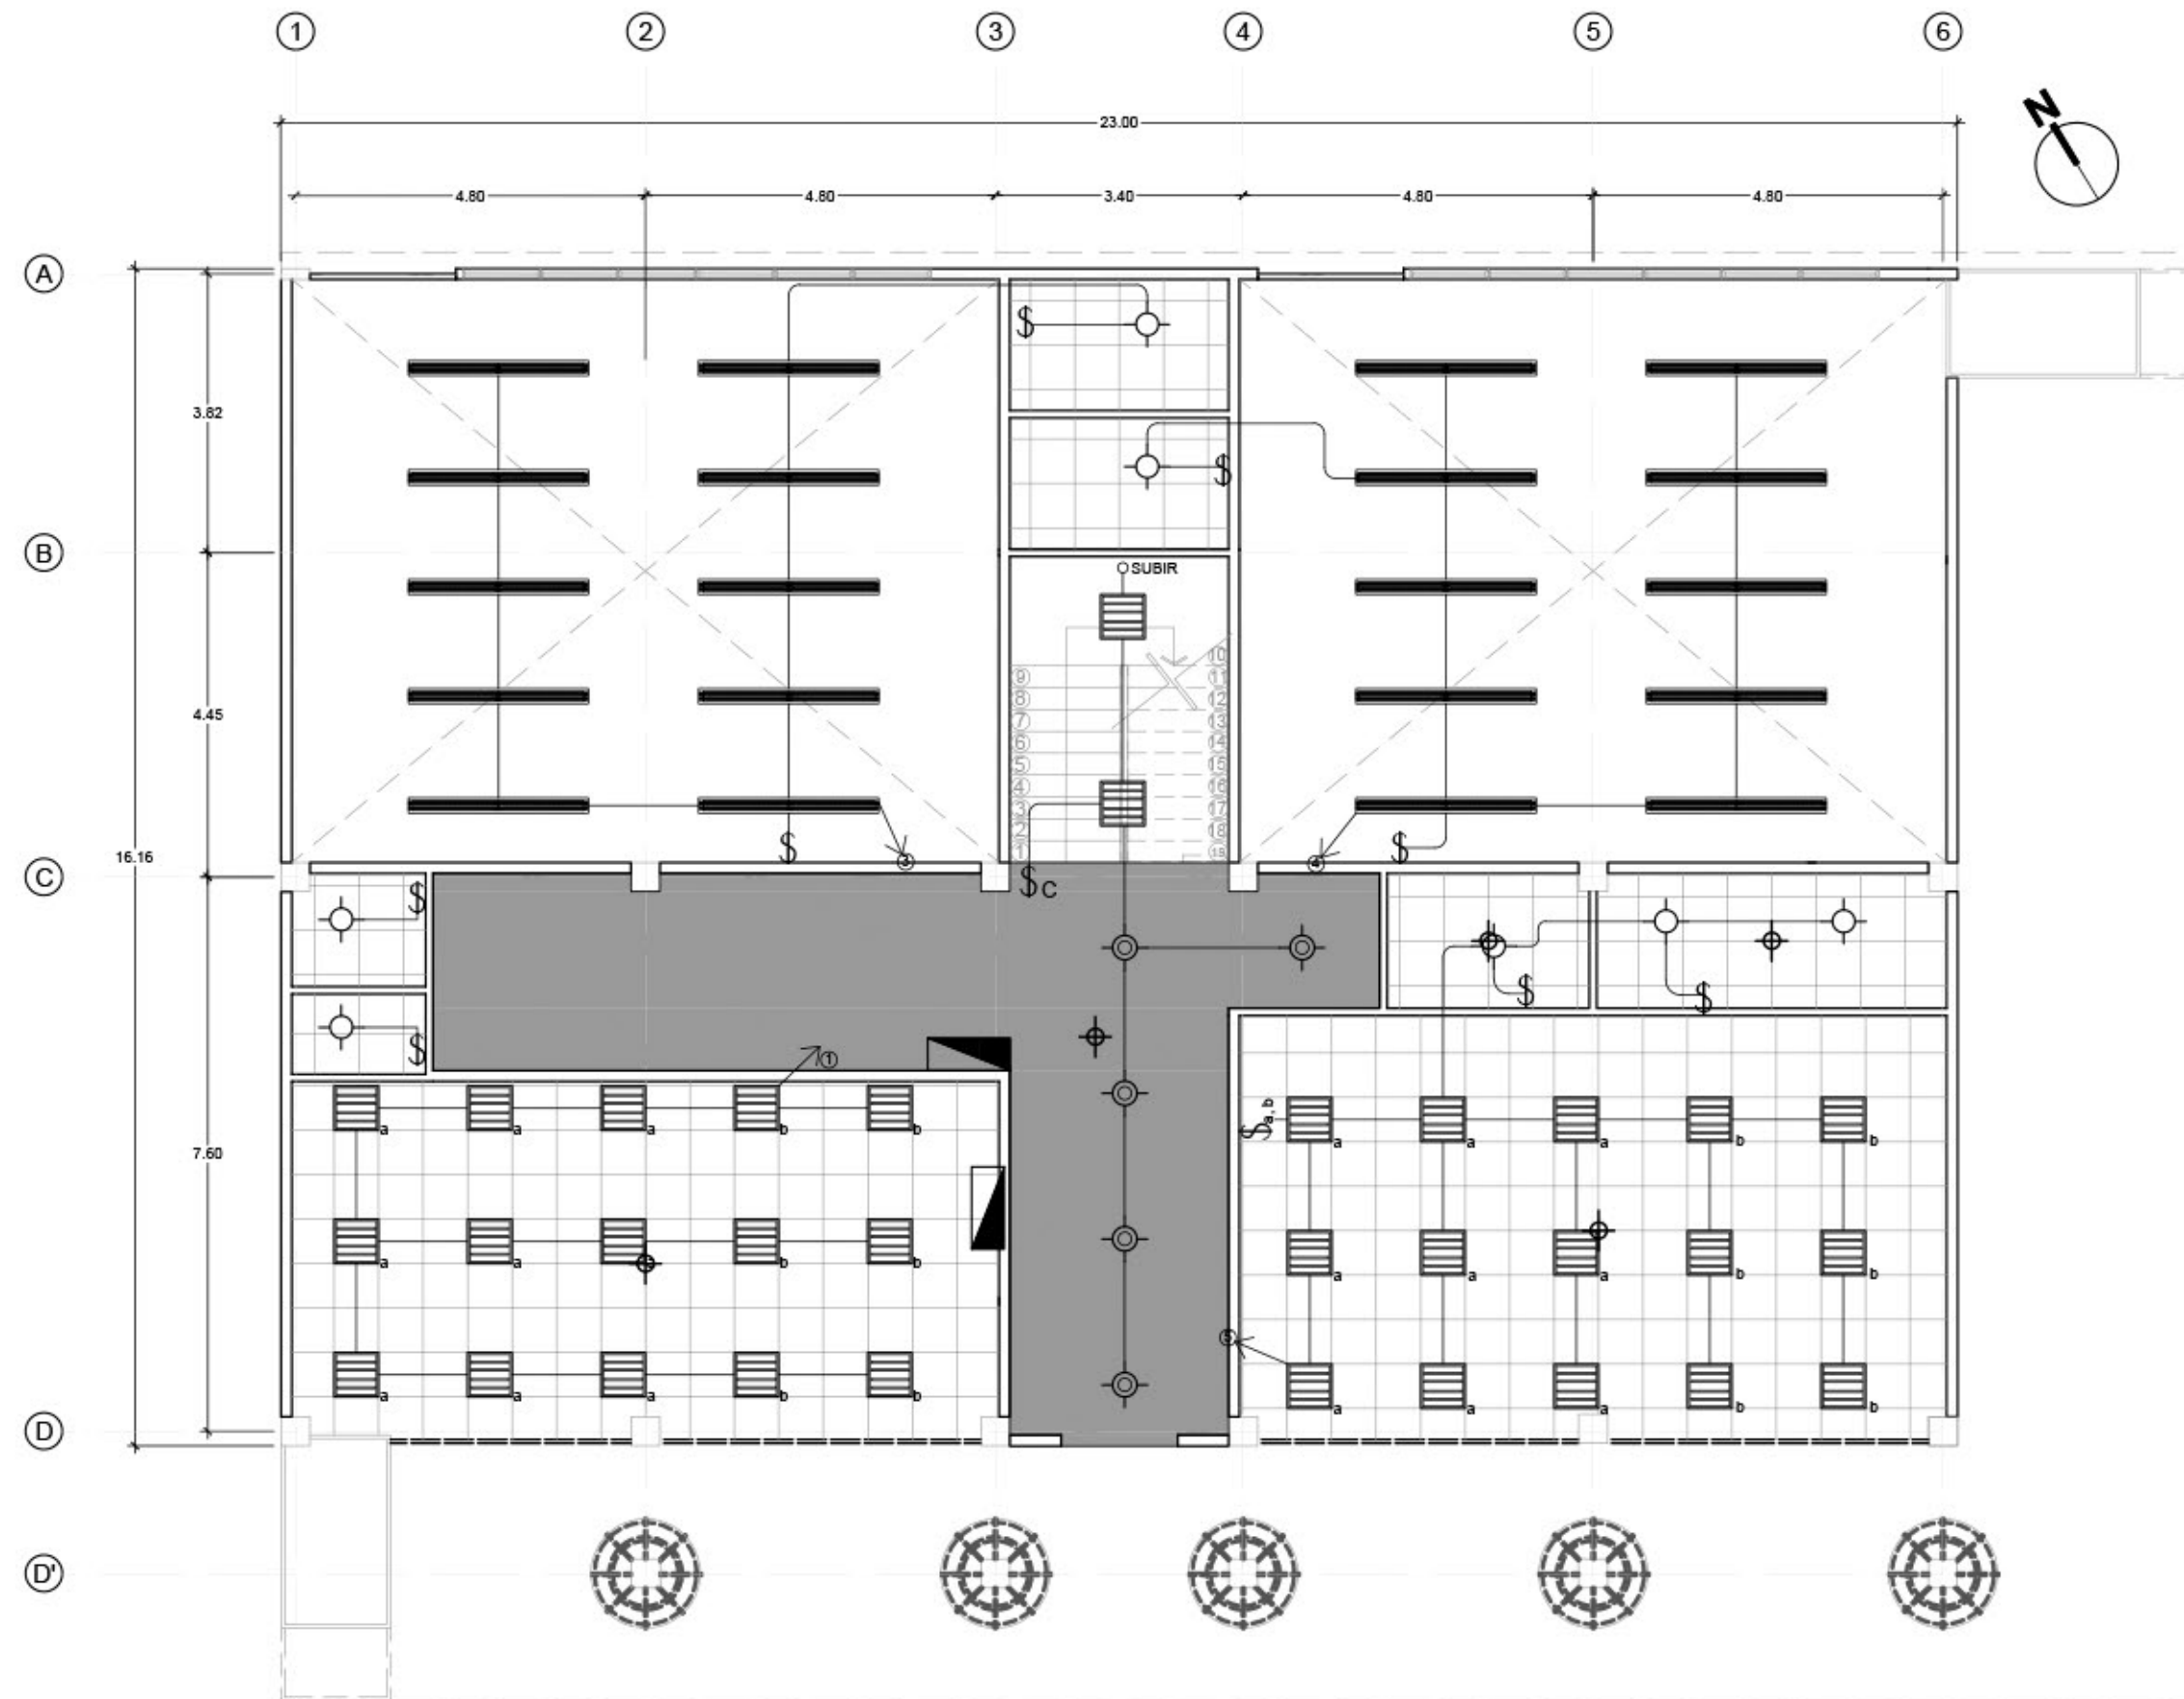 1 2 3 4 5 6
N
23.00
4.80 4.80 3.40 4.80 4.80
A
$
3.82
$
B
SUBIR
10
9 11
8 12
7 13
4.45
6 14
5 15
4 16
3 17
2 18
1 19
$ $
16.16
3 4
C
$ $ C
$ $
$
1
a a a b b
$ a,b
a a a b b
7.60
a a a b b
a a a b b
5
a a a b b
a a a b b
D
D'